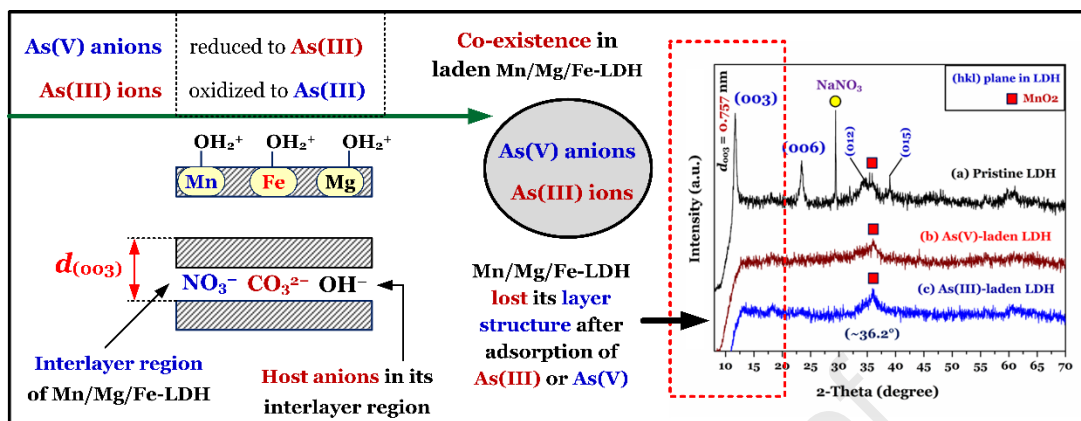 As(V) anions
reduced to As(III)
As(III) ions
oxidized to As(III)
Co-existence in
laden Mn/Mg/Fe-LDH
OH₂⁺ OH₂⁺ OH₂⁺
Mn Fe Mg
As(V) anions
As(III) ions
d(003)
NO₃⁻ CO₃²⁻ OH⁻
Interlayer region
of Mn/Mg/Fe-LDH
Host anions in its
interlayer region
Mn/Mg/Fe-LDH
lost its layer
structure after
adsorption of
As(III) or As(V)
Intensity (a.u.)
d003 = 0.757 nm
(003)
(006)
NaNO₃
(012)
(015)
(hkl) plane in LDH
MnO2
(a) Pristine LDH
(b) As(V)-laden LDH
(c) As(III)-laden LDH
(~36.2°)
10 15 20 25 30 35 40 45 50 55 60 65 70
2-Theta (degree)